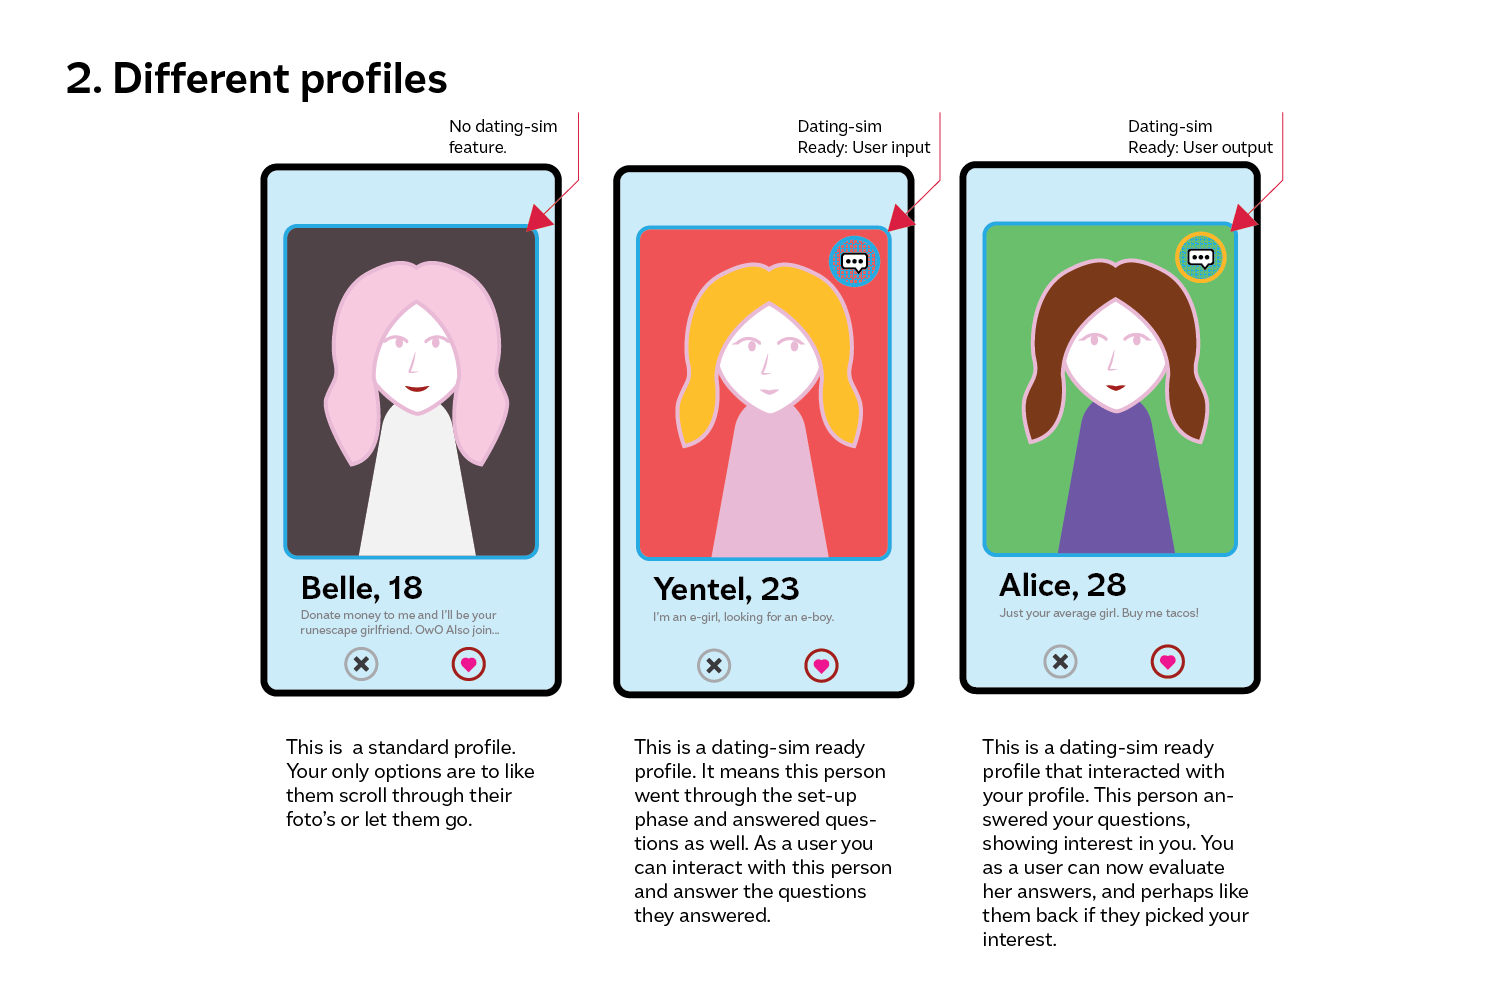 2. Different profiles
No dating-sim
feature.
Dating-sim
Ready: User input
Dating-sim
Ready: User output
Belle, 18
Donate money to me and I'll be your
runescape girlfriend. OwO Also join...
Yentel, 23
I'm an e-girl, looking for an e-boy.
Alice, 28
Just your average girl. Buy me tacos!
This is  a standard profile.
Your only options are to like
them scroll through their
foto's or let them go.
This is a dating-sim ready
profile. It means this person
went through the set-up
phase and answered ques-
tions as well. As a user you
can interact with this person
and answer the questions
they answered.
This is a dating-sim ready
profile that interacted with
your profile. This person an-
swered your questions,
showing interest in you. You
as a user can now evaluate
her answers, and perhaps like
them back if they picked your
interest.